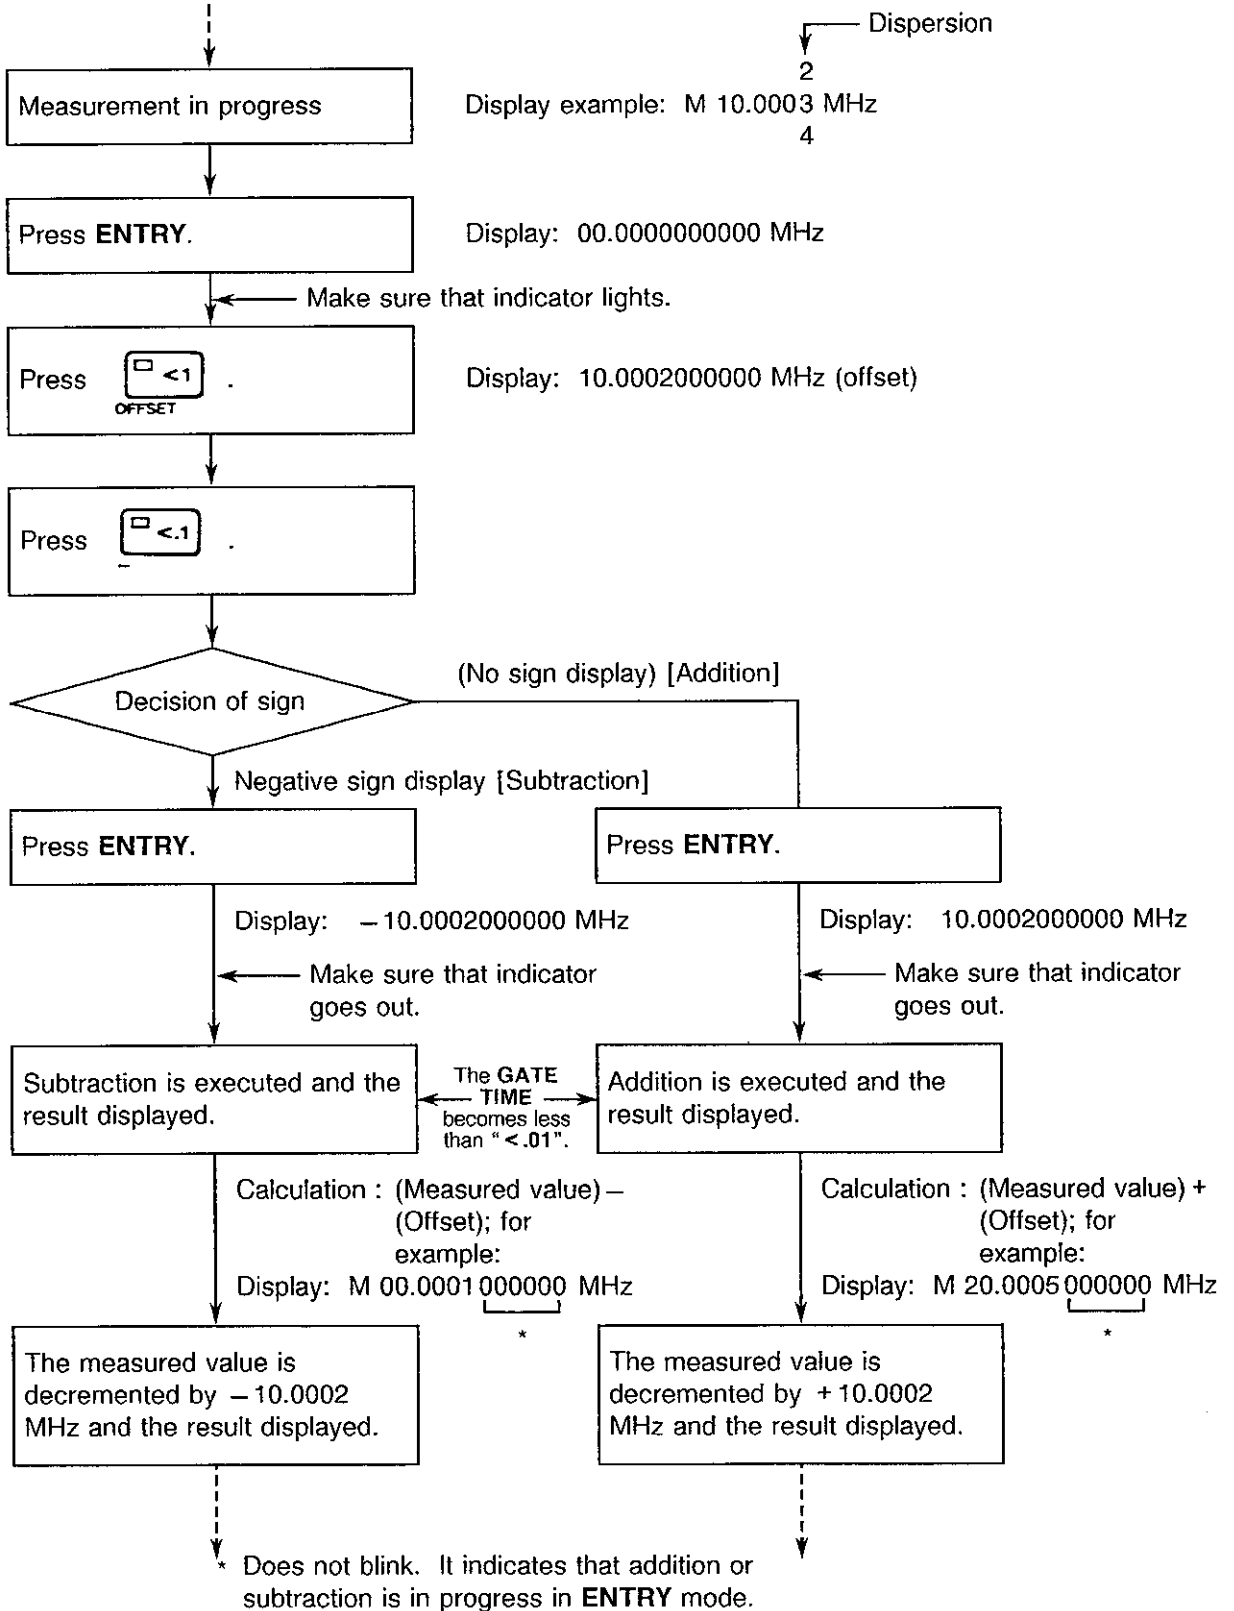 Dispersion
2
Measurement in progress
Display example: M 10.0003 MHz
4
Press ENTRY.
Display: 00.0000000000 MHz
Make sure that indicator lights.
Press <1 .
OFFSET
Display: 10.0002000000 MHz (offset)
Press <.1 .
–
(No sign display) [Addition]
Decision of sign
Negative sign display [Subtraction]
Press ENTRY.
Press ENTRY.
Display: –10.0002000000 MHz
Display: 10.0002000000 MHz
Make sure that indicator
goes out.
Make sure that indicator
goes out.
Subtraction is executed and the
result displayed.
The GATE
TIME
becomes less
than "<.01".
Addition is executed and the
result displayed.
Calculation : (Measured value) –
(Offset); for
example:
Display: M 00.0001000000 MHz
*
Calculation : (Measured value) +
(Offset); for
example:
Display: M 20.0005000000 MHz
*
The measured value is
decremented by –10.0002
MHz and the result displayed.
The measured value is
decremented by +10.0002
MHz and the result displayed.
* Does not blink. It indicates that addition or
subtraction is in progress in ENTRY mode.